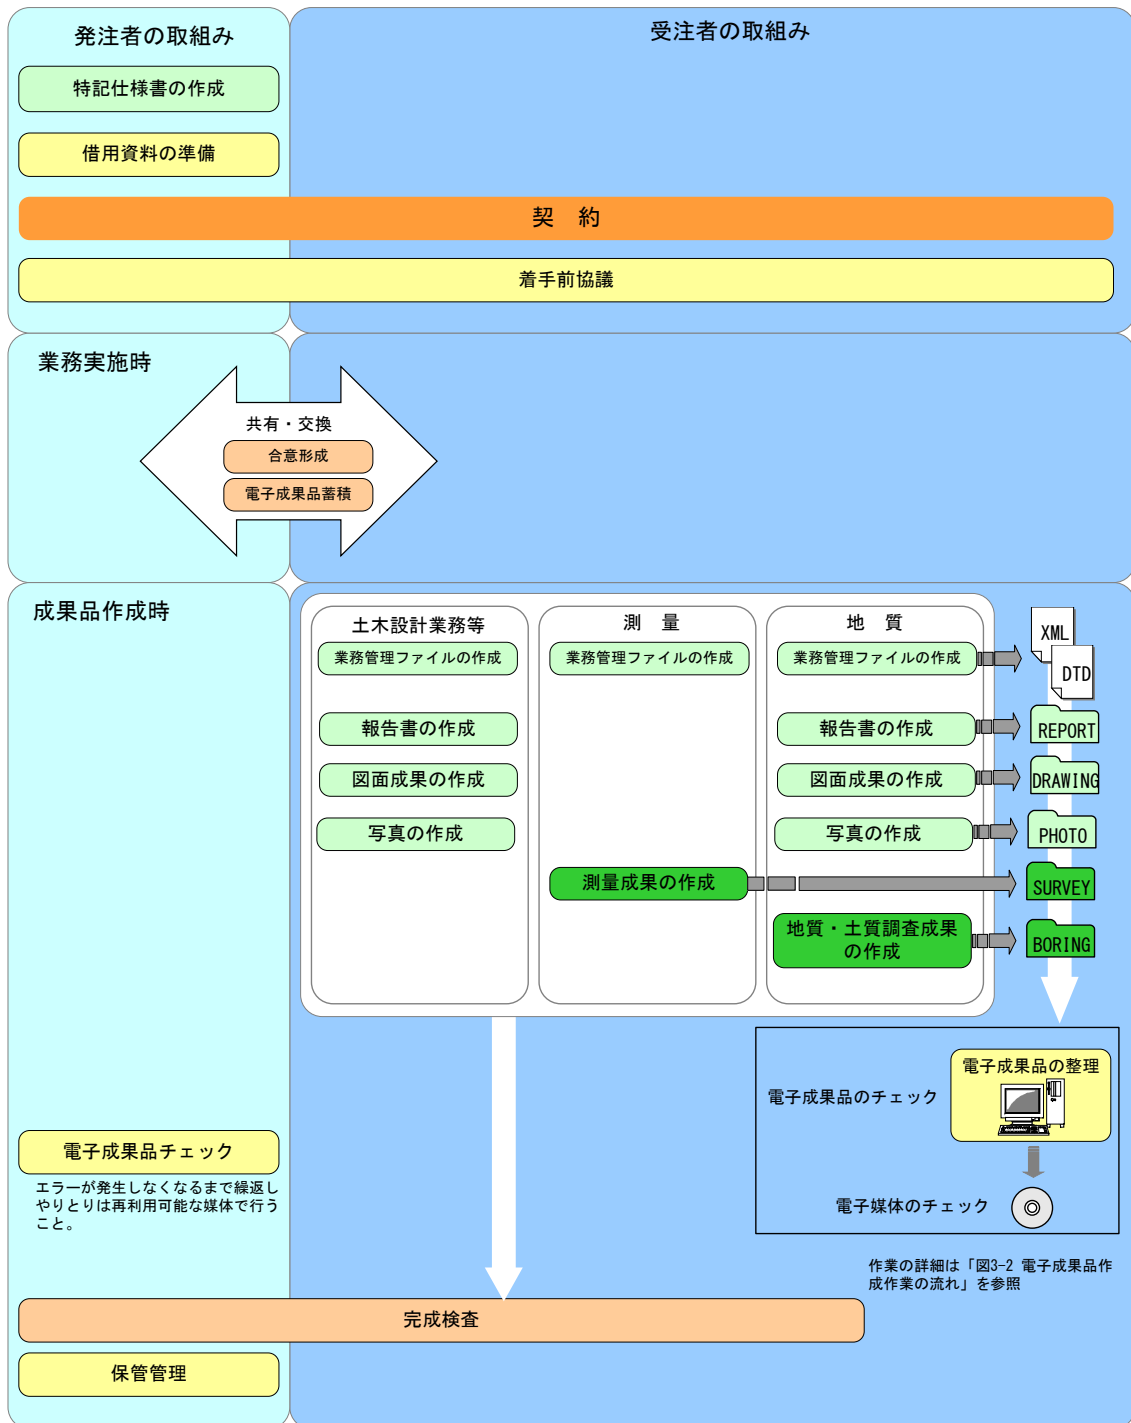 発注者の取組み
受注者の取組み
特記仕様書の作成
借用資料の準備
契　約
着手前協議
業務実施時
共有・交換
合意形成
電子成果品蓄積
成果品作成時
土木設計業務等
測　量
地　質
業務管理ファイルの作成
業務管理ファイルの作成
業務管理ファイルの作成
XML
DTD
報告書の作成
報告書の作成
REPORT
図面成果の作成
図面成果の作成
DRAWING
写真の作成
写真の作成
PHOTO
測量成果の作成
SURVEY
地質・土質調査成果
の作成
BORING
電子成果品の整理
電子成果品のチェック
電子媒体のチェック
電子成果品チェック
エラーが発生しなくなるまで繰返し
やりとりは再利用可能な媒体で行う
こと。
作業の詳細は「図3-2 電子成果品作
成作業の流れ」を参照
完成検査
保管管理